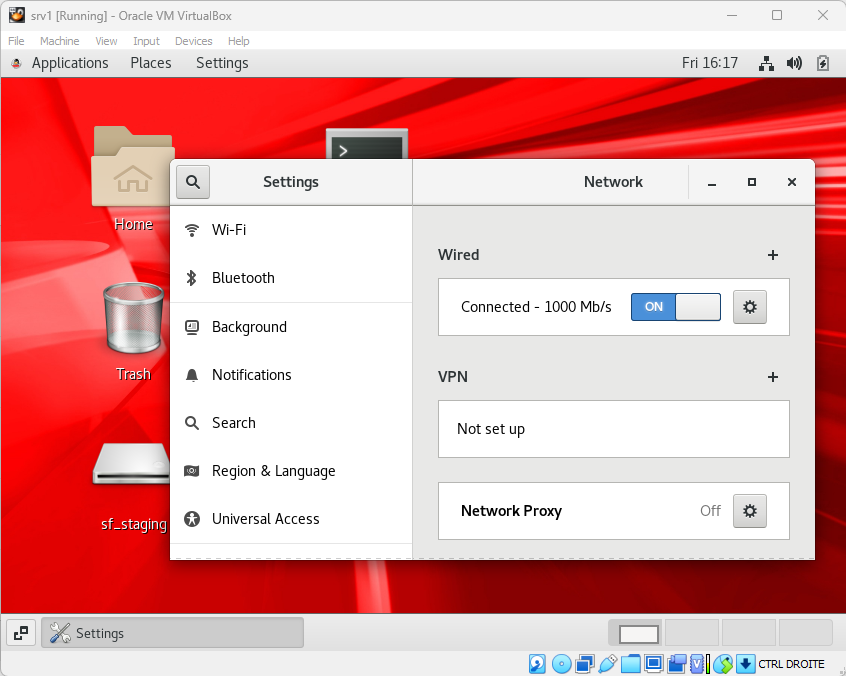 srv1 [Running] - Oracle VM VirtualBox
File Machine View Input Devices Help
Applications Places Settings Fri 16:17
Home
Trash
sf_staging
Settings
Network
Wi-Fi
Bluetooth
Background
Notifications
Search
Region & Language
Universal Access
Wired
Connected - 1000 Mb/s ON
VPN
Not set up
Network Proxy Off
Settings
CTRL DROITE